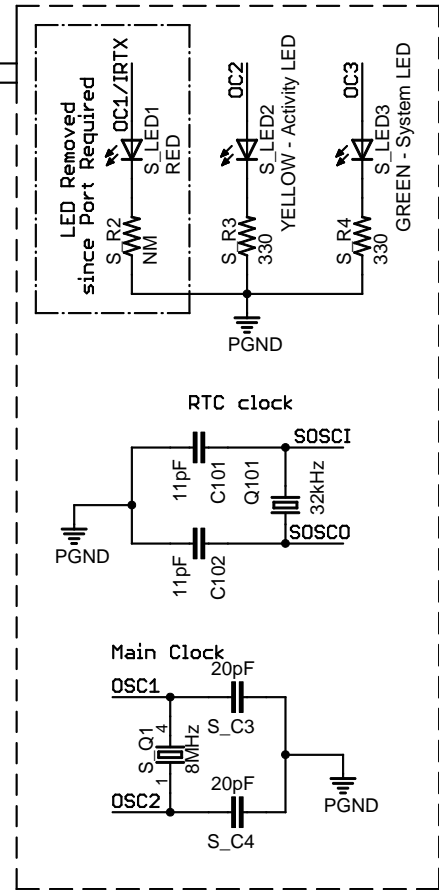 LED Removed
since Port Required
OC1/IRTX
S_LED1
RED
S_R2
NM
OC2
S_LED2
YELLOW - Activity LED
S_R3
330
OC3
S_LED3
GREEN - System LED
S_R4
330
PGND
RTC clock
SOSCI
11pF
C101
Q101
32kHz
SOSCO
11pF
C102
PGND
Main Clock
OSC1
20pF
S_C3
S_Q1
4
1
8MHz
OSC2
20pF
S_C4
PGND